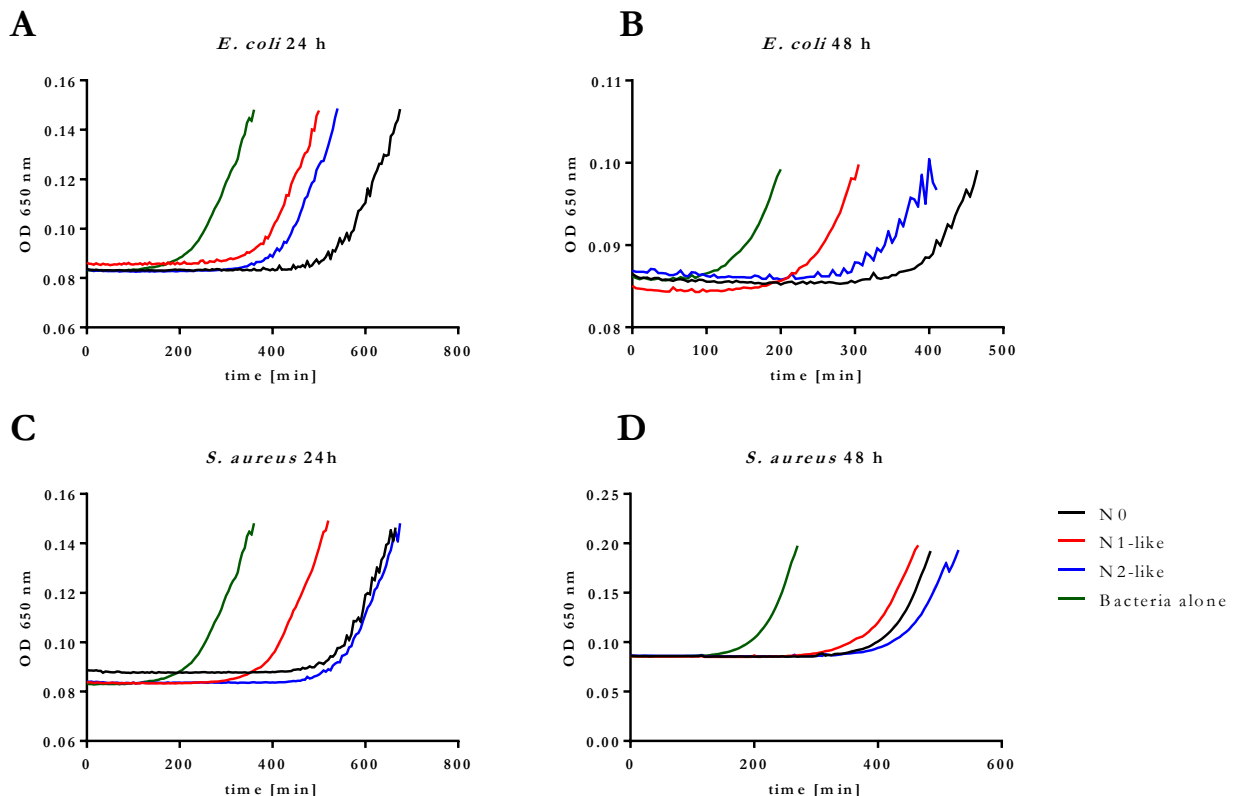 A
E. coli 24 h
0.16
0.14
0.12
0.10
0.08
0.06
OD 650 nm
0 200 400 600 800
time [min]
B
E. coli 48 h
0.11
0.10
0.09
0.08
OD 650 nm
0 100 200 300 400 500
time [min]
C
S. aureus 24h
0.16
0.14
0.12
0.10
0.08
0.06
OD 650 nm
0 200 400 600 800
time [min]
D
S. aureus 48 h
0.25
0.20
0.15
0.10
0.05
0.00
OD 650 nm
0 200 400 600
time [min]
N0
N1-like
N2-like
Bacteria alone